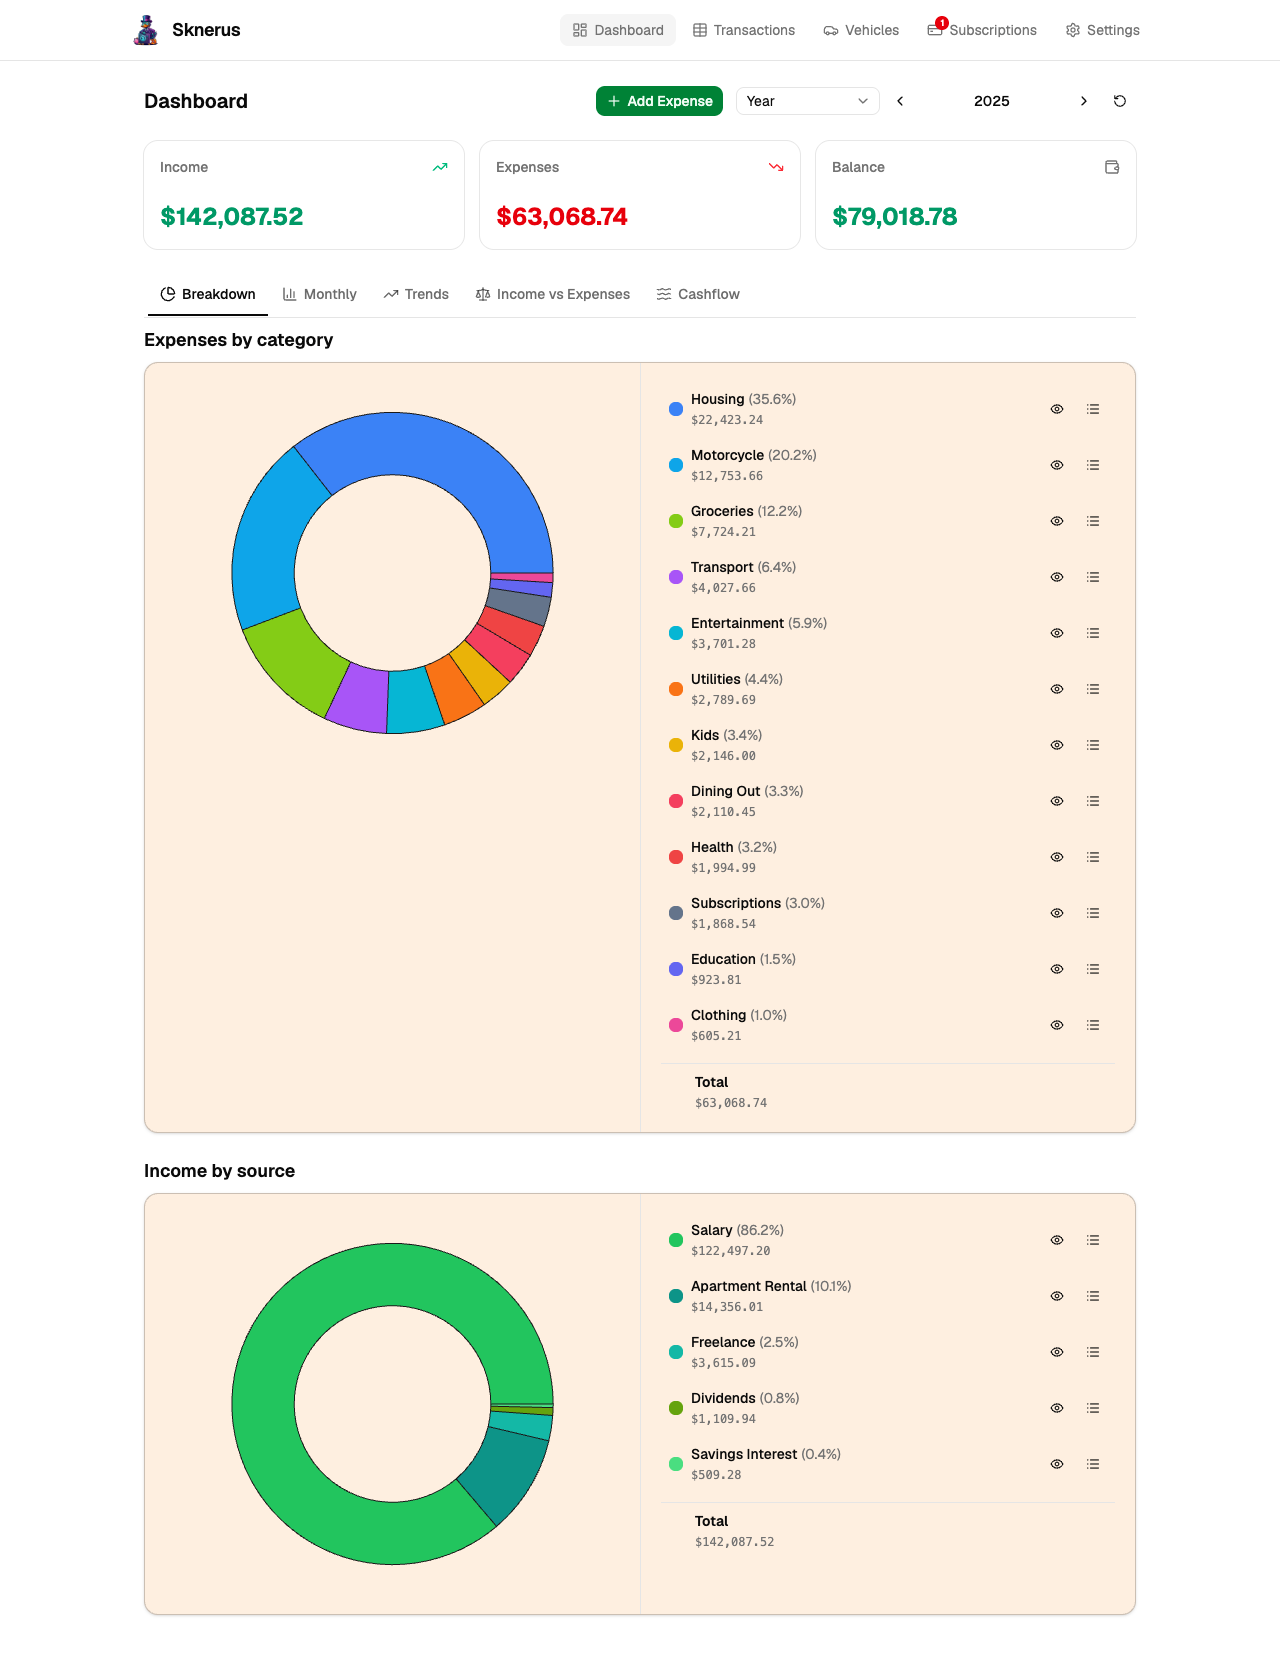 Sknerus
Dashboard
Transactions
Vehicles
1
Subscriptions
Settings
Dashboard
Add Expense
Year
2025
Income
$142,087.52
Expenses
$63,068.74
Balance
$79,018.78
Breakdown
Monthly
Trends
Income vs Expenses
Cashflow
Expenses by category
Housing (35.6%)
$22,423.24
Motorcycle (20.2%)
$12,753.66
Groceries (12.2%)
$7,724.21
Transport (6.4%)
$4,027.66
Entertainment (5.9%)
$3,701.28
Utilities (4.4%)
$2,789.69
Kids (3.4%)
$2,146.00
Dining Out (3.3%)
$2,110.45
Health (3.2%)
$1,994.99
Subscriptions (3.0%)
$1,868.54
Education (1.5%)
$923.81
Clothing (1.0%)
$605.21
Total
$63,068.74
Income by source
Salary (86.2%)
$122,497.20
Apartment Rental (10.1%)
$14,356.01
Freelance (2.5%)
$3,615.09
Dividends (0.8%)
$1,109.94
Savings Interest (0.4%)
$509.28
Total
$142,087.52